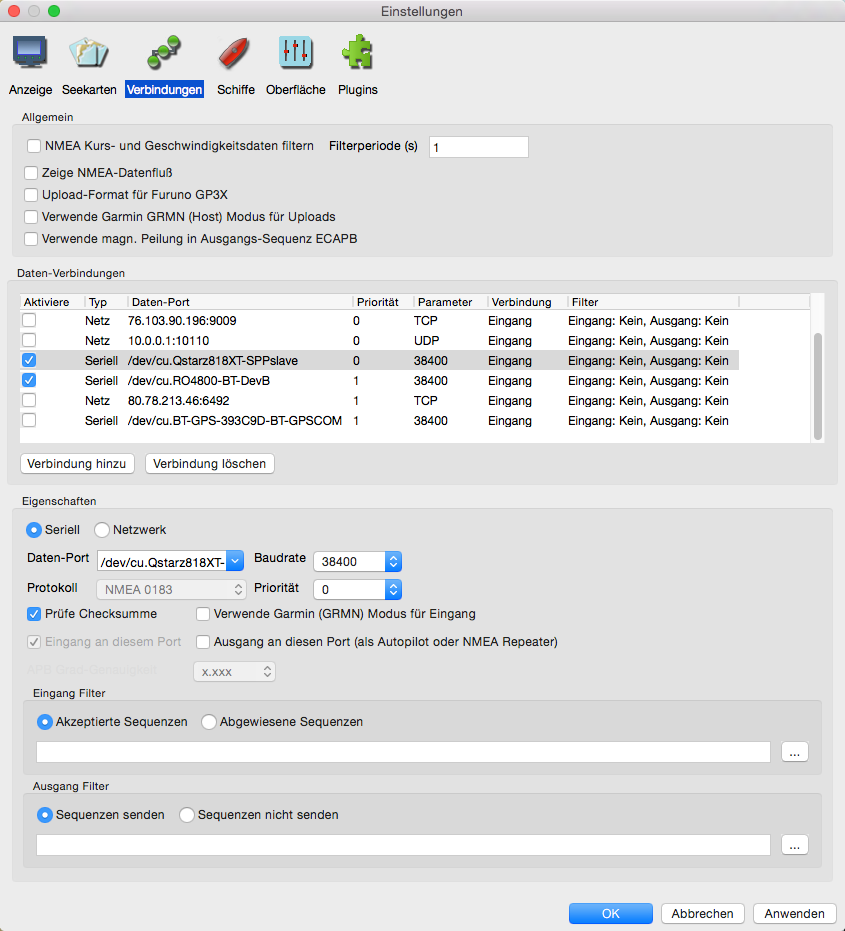 Einstellungen
Anzeige Seekarten Verbindungen Schiffe Oberfläche Plugins
Allgemein
NMEA Kurs- und Geschwindigkeitsdaten filtern Filterperiode (s) 1
Zeige NMEA-Datenfluß
Upload-Format für Furuno GP3X
Verwende Garmin GRMN (Host) Modus für Uploads
Verwende magn. Peilung in Ausgangs-Sequenz ECAPB
Daten-Verbindungen
Aktiviere Typ Daten-Port Priorität Parameter Verbindung Filter
Netz 76.103.90.196:9009 0 TCP Eingang Eingang: Kein, Ausgang: Kein
Netz 10.0.0.1:10110 0 UDP Eingang Eingang: Kein, Ausgang: Kein
Seriell /dev/cu.Qstarz818XT-SPPslave 0 38400 Eingang Eingang: Kein, Ausgang: Kein
Seriell /dev/cu.RO4800-BT-DevB 1 38400 Eingang Eingang: Kein, Ausgang: Kein
Netz 80.78.213.46:6492 1 TCP Eingang Eingang: Kein, Ausgang: Kein
Seriell /dev/cu.BT-GPS-393C9D-BT-GPSCOM 1 38400 Eingang Eingang: Kein, Ausgang: Kein
Verbindung hinzu Verbindung löschen
Eigenschaften
Seriell Netzwerk
Daten-Port /dev/cu.Qstarz818XT- Baudrate 38400
Protokoll NMEA 0183 Priorität 0
Prüfe Checksumme Verwende Garmin (GRMN) Modus für Eingang
Eingang an diesem Port Ausgang an diesen Port (als Autopilot oder NMEA Repeater)
APB Grad-Genauigkeit x.xxx
Eingang Filter
Akzeptierte Sequenzen Abgewiesene Sequenzen
...
Ausgang Filter
Sequenzen senden Sequenzen nicht senden
...
OK Abbrechen Anwenden